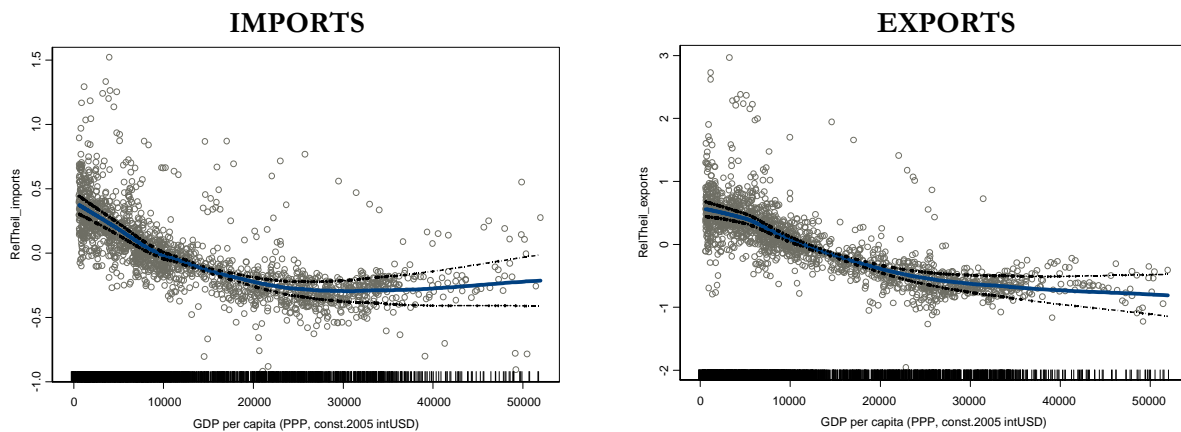 IMPORTS
RelTheil_imports
1.5
1.0
0.5
0.0
-0.5
-1.0
0 10000 20000 30000 40000 50000
GDP per capita (PPP, const.2005 intUSD)
EXPORTS
RelTheil_exports
3
2
1
0
-1
-2
0 10000 20000 30000 40000 50000
GDP per capita (PPP, const.2005 intUSD)